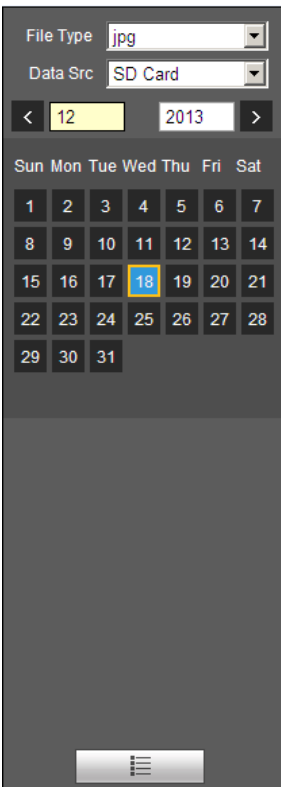 File Type jpg
Data Src SD Card
< 12 2013 >
Sun Mon Tue Wed Thu Fri Sat
1 2 3 4 5 6 7
8 9 10 11 12 13 14
15 16 17 18 19 20 21
22 23 24 25 26 27 28
29 30 31